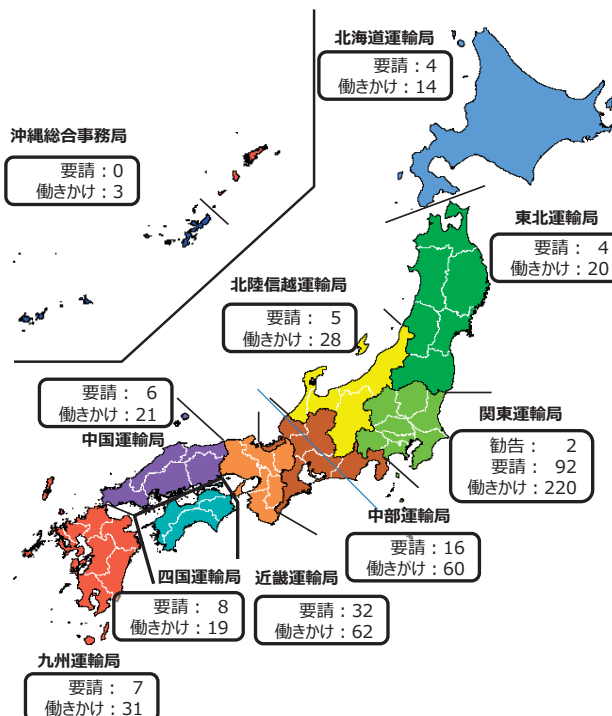 北海道運輸局
要請：4
働きかけ：14
沖縄総合事務局
要請：0
働きかけ：3
東北運輸局
要請： 4
働きかけ：20
北陸信越運輸局
要請： 5
働きかけ：28
要請： 6
働きかけ：21
中国運輸局
関東運輸局
勧告： 2
要請： 92
働きかけ：220
中部運輸局
要請：16
働きかけ：60
四国運輸局
要請： 8
働きかけ：19
近畿運輸局
要請：32
働きかけ：62
九州運輸局
要請： 7
働きかけ：31